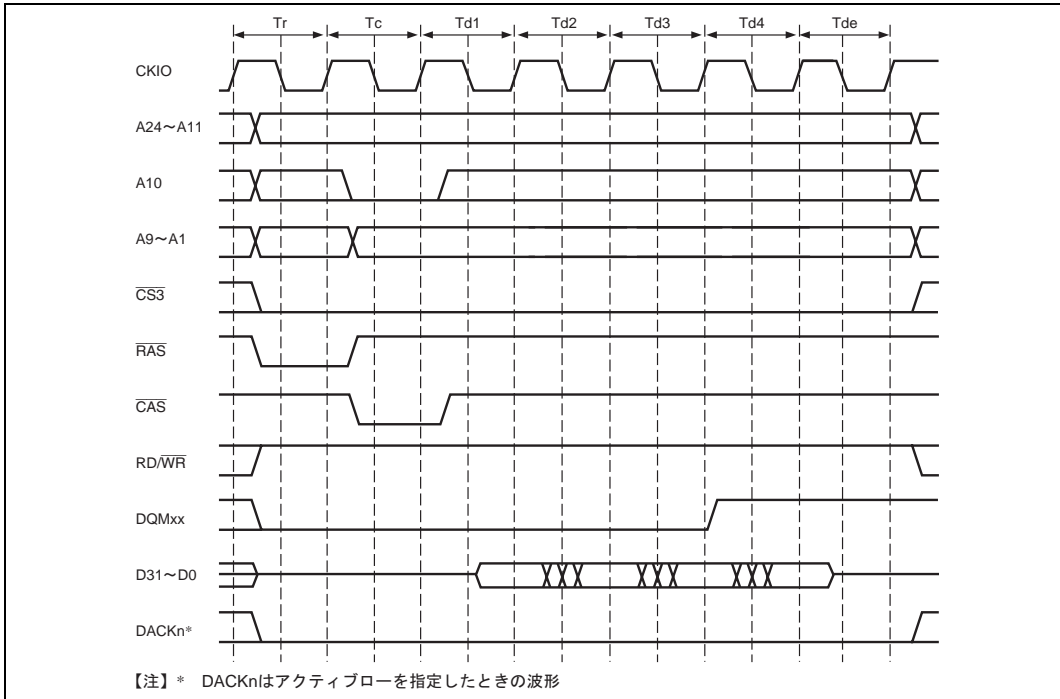 Tr Tc Td1 Td2 Td3 Td4 Tde
CKIO
A24～A11
A10
A9～A1
CS3
RAS
CAS
RD/WR
DQMxx
D31～D0
DACKn*
【注】* DACKnはアクティブローを指定したときの波形